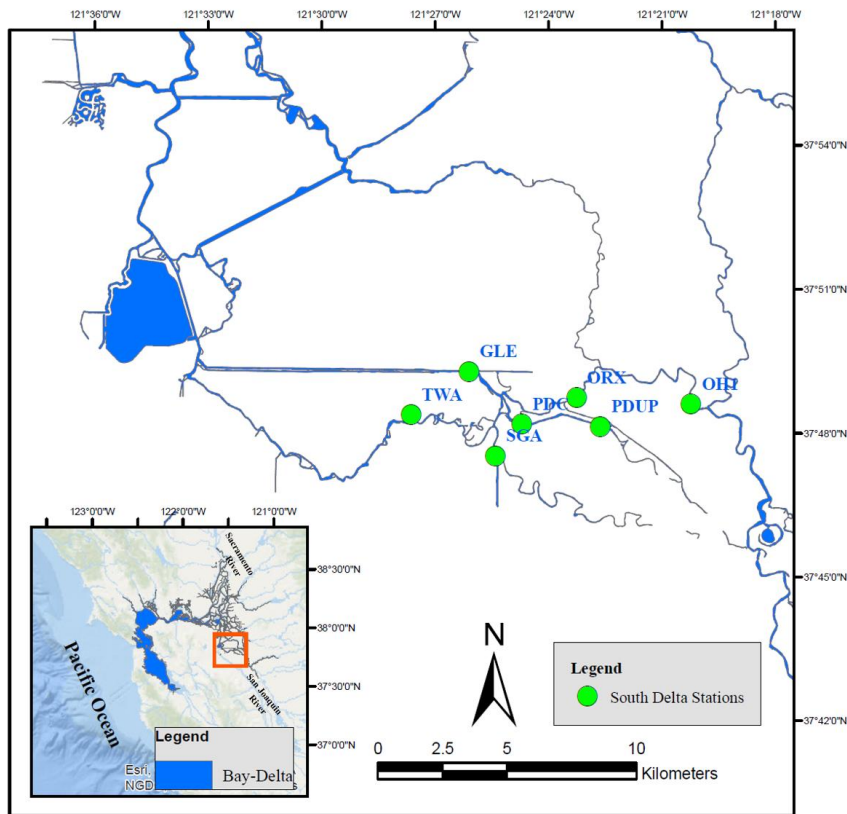 121°36'0"W 121°33'0"W 121°30'0"W 121°27'0"W 121°24'0"W 121°21'0"W 121°18'0"W
37°54'0"N
37°51'0"N
GLE
ORX
OH1
TWA
PDUP
SGA
37°48'0"N
123°0'0"W 122°0'0"W 121°0'0"W
Sacramento
River
38°30'0"N
38°0'0"N
37°45'0"N
N
Legend
South Delta Stations
37°30'0"N
San Joaquin
River
Pacific Ocean
37°42'0"N
37°0'0"N
Legend
Bay-Delta
Esri,
0 2.5 5 10
Kilometers